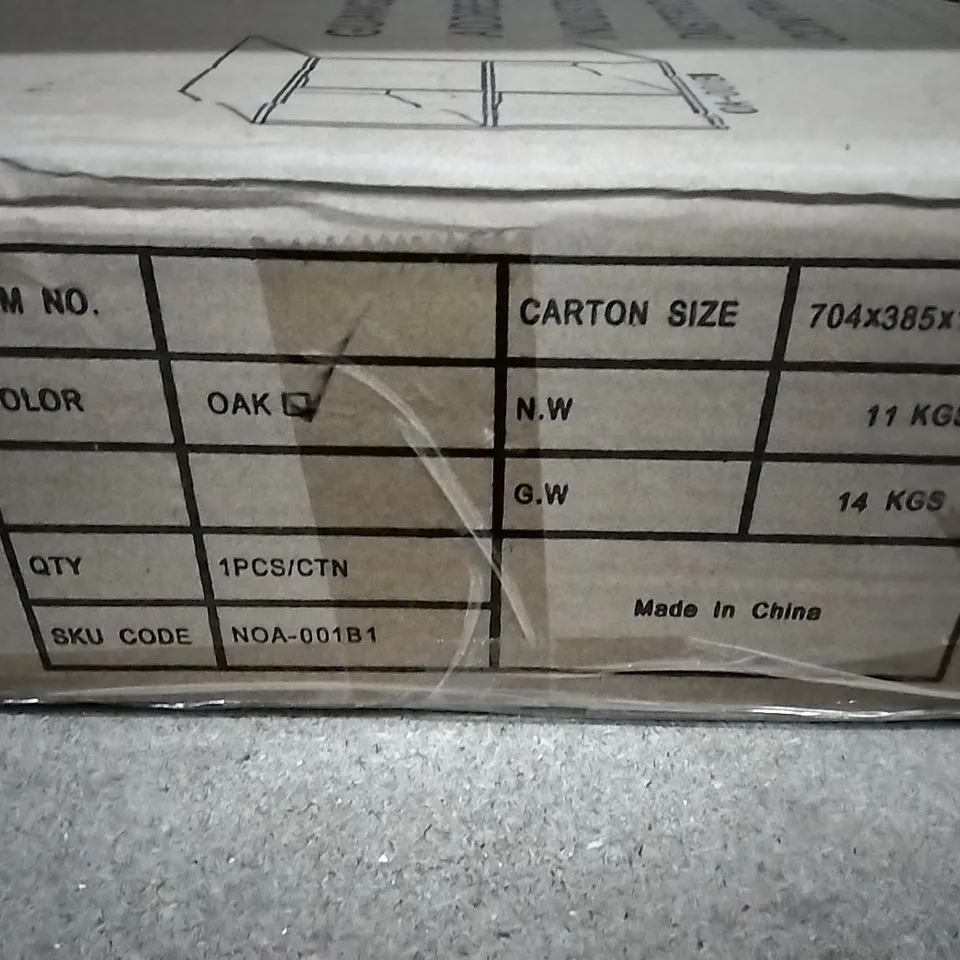 M NO.
CARTON SIZE
704x385x
OLOR
OAK
N.W
11 KGS
G.W
14 KGS
QTY
1PCS/CTN
Made In China
SKU CODE
NOA-001B1